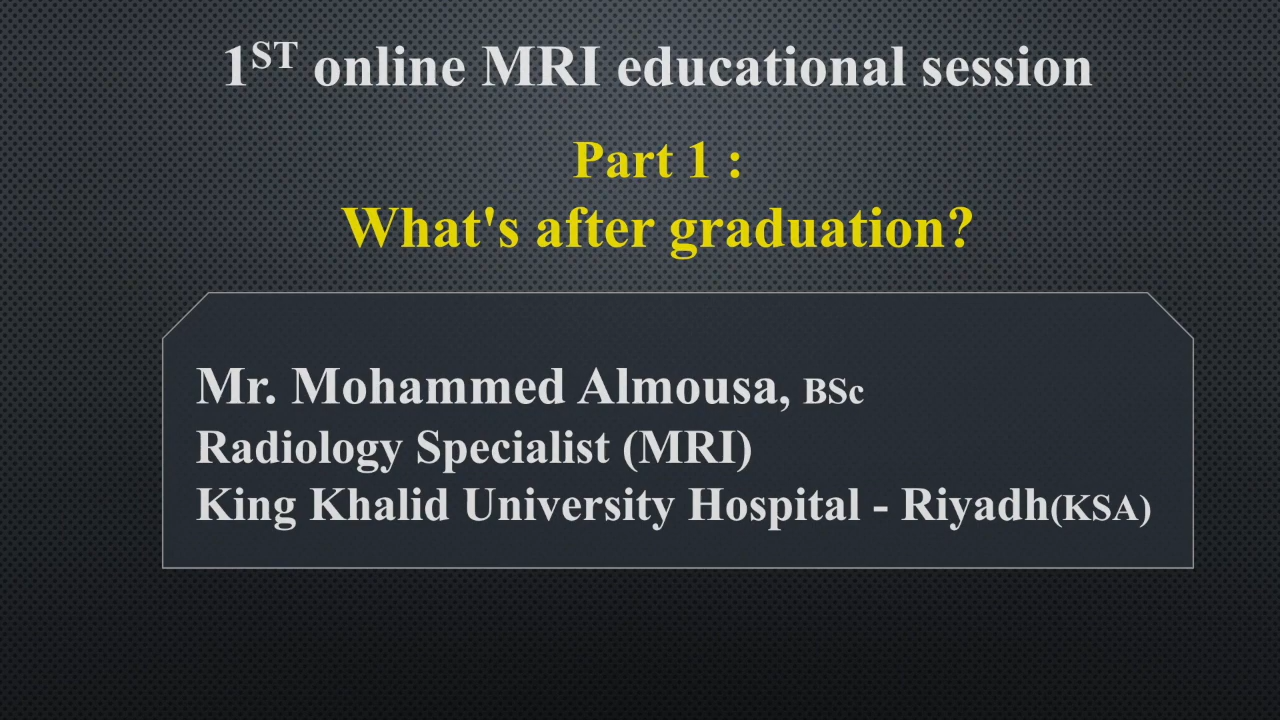 1ST online MRI educational session
Part 1 :
What's after graduation?
Mr. Mohammed Almousa, BSc
Radiology Specialist (MRI)
King Khalid University Hospital - Riyadh(KSA)